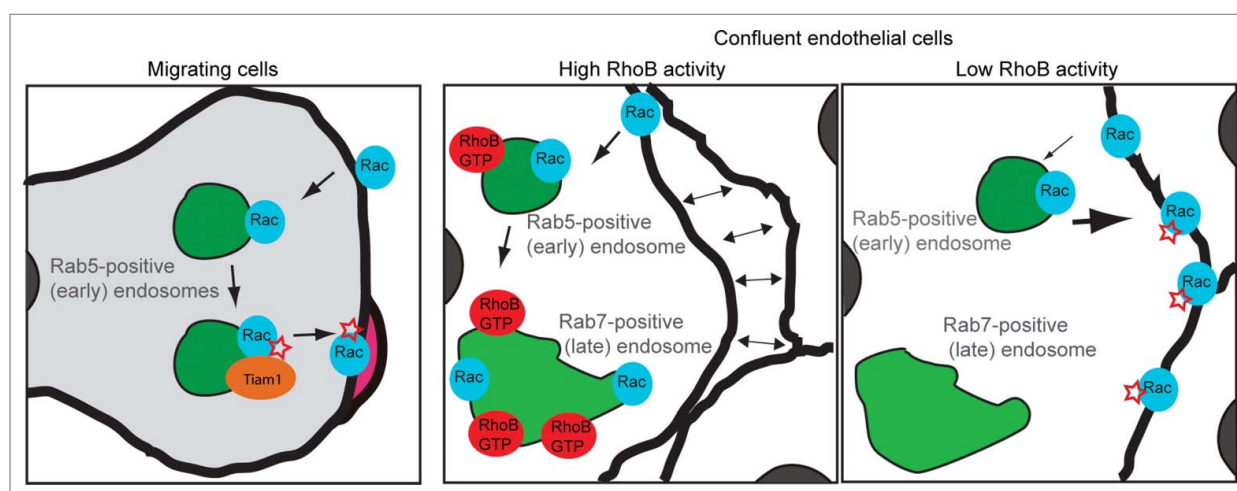 Confluent endothelial cells
Migrating cells
High RhoB activity
Low RhoB activity
Rac
Rac
Rab5-positive
(early) endosomes
Rac
Rac
Tiam1
Rac
RhoB
GTP
Rac
Rab5-positive
(early) endosome
RhoB
GTP
Rab7-positive
(late) endosome
Rac
Rac
RhoB
GTP
RhoB
GTP
Rac
Rac
Rab5-positive
(early) endosome
Rac
Rac
Rab7-positive
(late) endosome
Rac